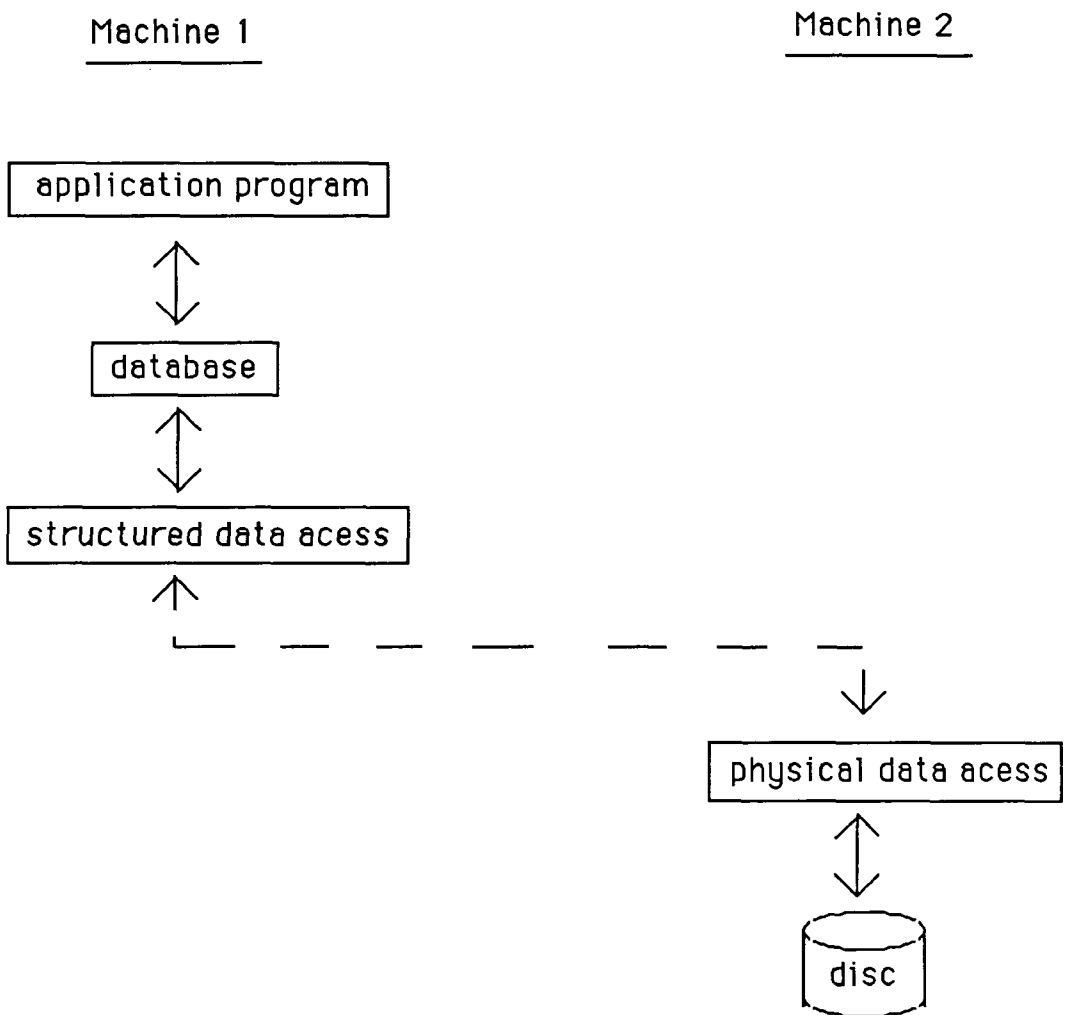 Machine 1
Machine 2
application program
database
structured data acess
physical data acess
disc